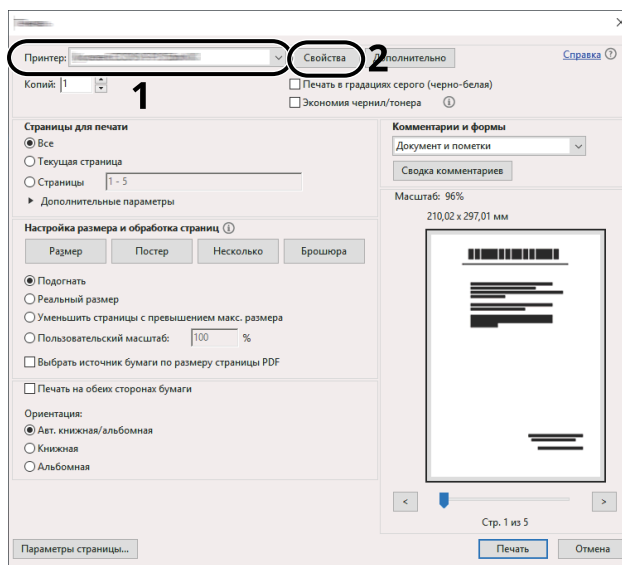 Принтер:
Свойства
2
Дополнительно
Справка
Копий: 1
1
Печать в градациях серого (черно-белая)
Экономия чернил/тонера
Страницы для печати
Все
Текущая страница
Страницы 1 - 5
Дополнительные параметры
Комментарии и формы
Документ и пометки
Сводка комментариев
Масштаб: 96%
210,02 x 297,01 мм
Настройка размера и обработка страниц
Размер Постер Несколько Брошюра
Подогнать
Реальный размер
Уменьшить страницы с превышением макс. размера
Пользовательский масштаб: 100 %
Выбрать источник бумаги по размеру страницы PDF
Печать на обеих сторонах бумаги
Ориентация:
Авт. книжная/альбомная
Книжная
Альбомная
< >
Стр. 1 из 5
Параметры страницы... Печать Отмена